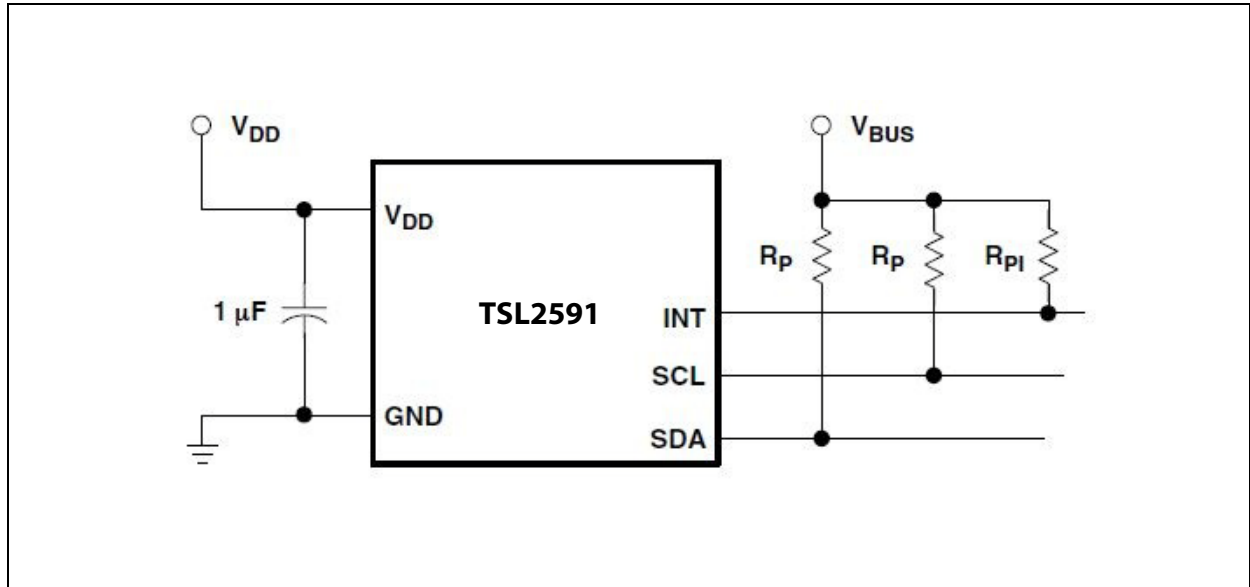 VDD
VBUS
VDD
RP
RP
RPI
1 μF
TSL2591
INT
SCL
GND
SDA